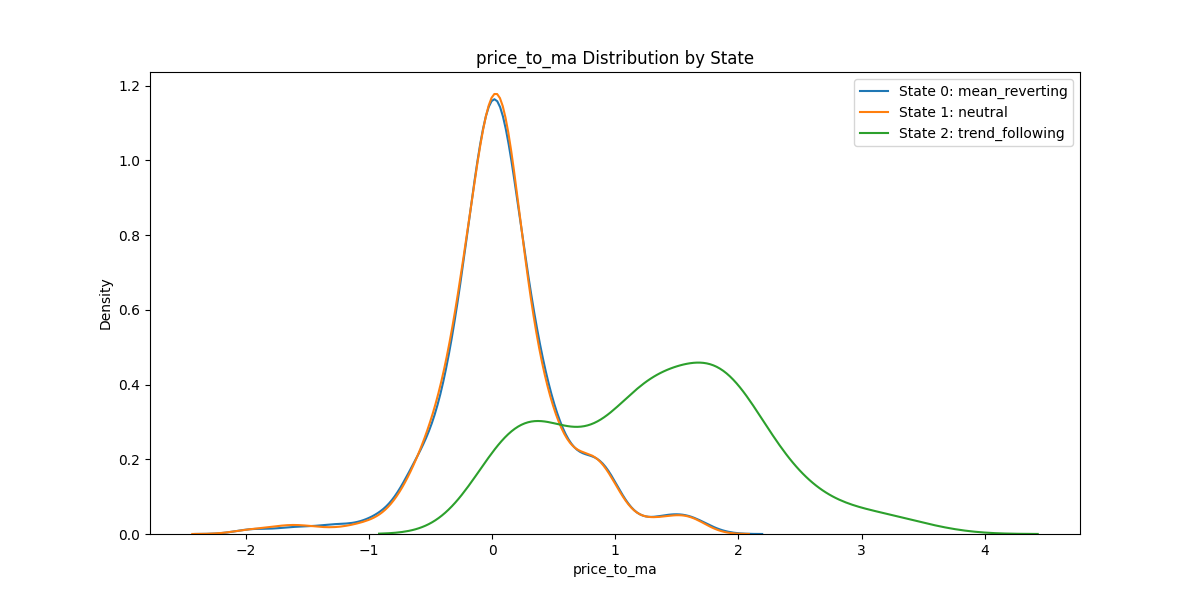 price_to_ma Distribution by State
State 0: mean_reverting
State 1: neutral
State 2: trend_following
Density
1.2
1.0
0.8
0.6
0.4
0.2
0.0
−2
−1
0
1
2
3
4
price_to_ma